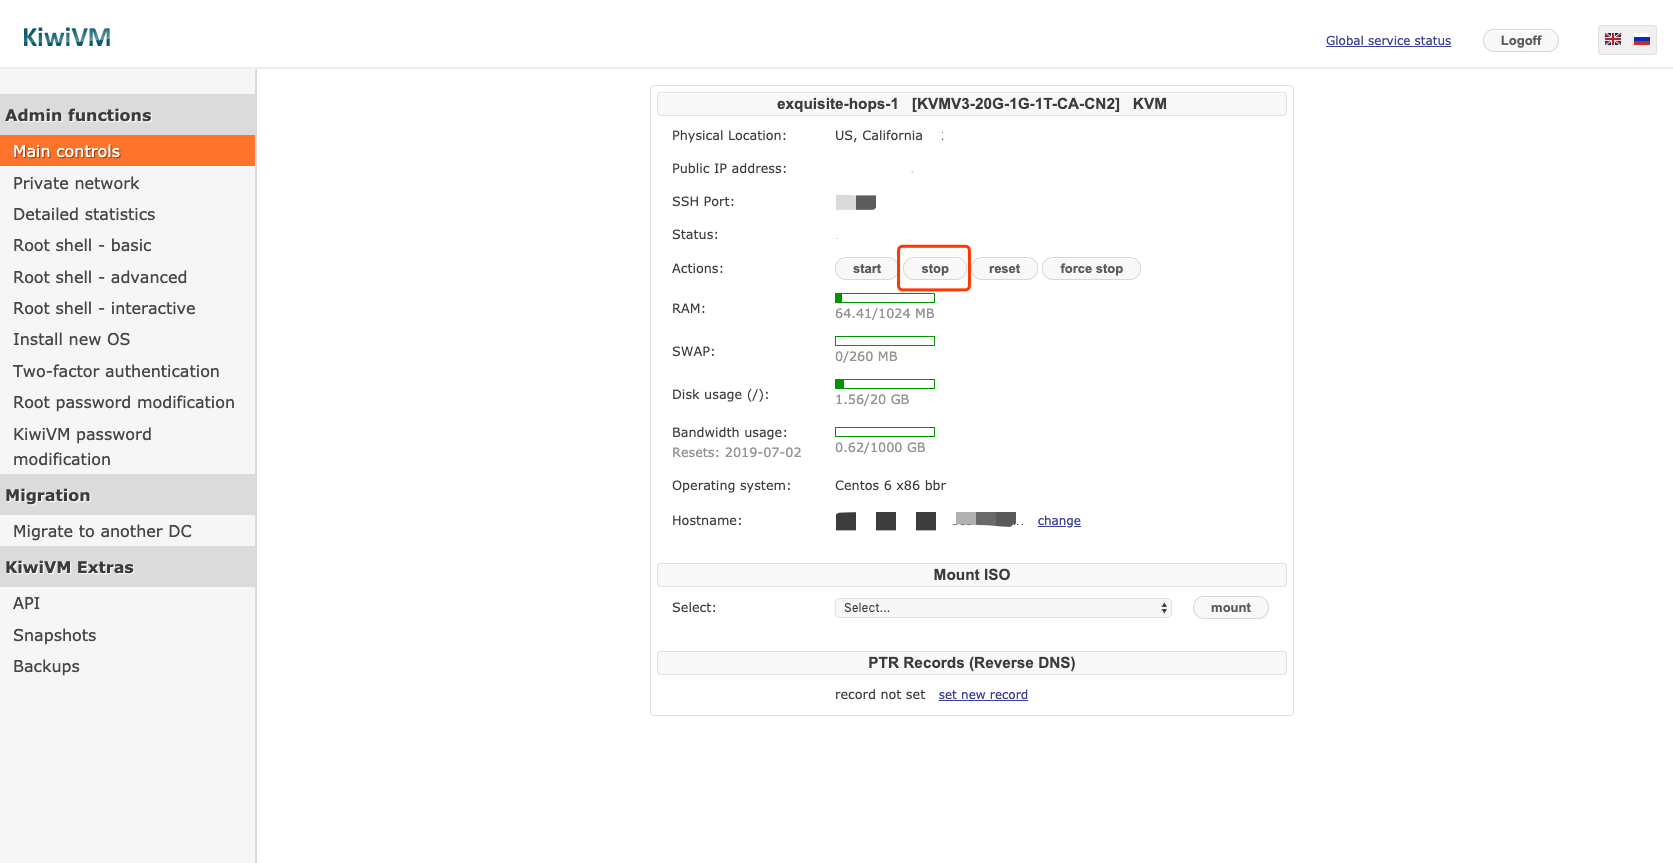 KiwiVM
Global service status
Logoff
Admin functions
Main controls
Private network
Detailed statistics
Root shell - basic
Root shell - advanced
Root shell - interactive
Install new OS
Two-factor authentication
Root password modification
KiwiVM password
modification
Migration
Migrate to another DC
KiwiVM Extras
API
Snapshots
Backups
exquisite-hops-1 [KVMV3-20G-1G-1T-CA-CN2] KVM
Physical Location: US, California
Public IP address:
SSH Port:
Status:
Actions: start stop reset force stop
RAM:
64.41/1024 MB
SWAP:
0/260 MB
Disk usage (/):
1.56/20 GB
Bandwidth usage:
Resets: 2019-07-02 0.62/1000 GB
Operating system: Centos 6 x86 bbr
Hostname: change
Mount ISO
Select: Select... mount
PTR Records (Reverse DNS)
record not set set new record